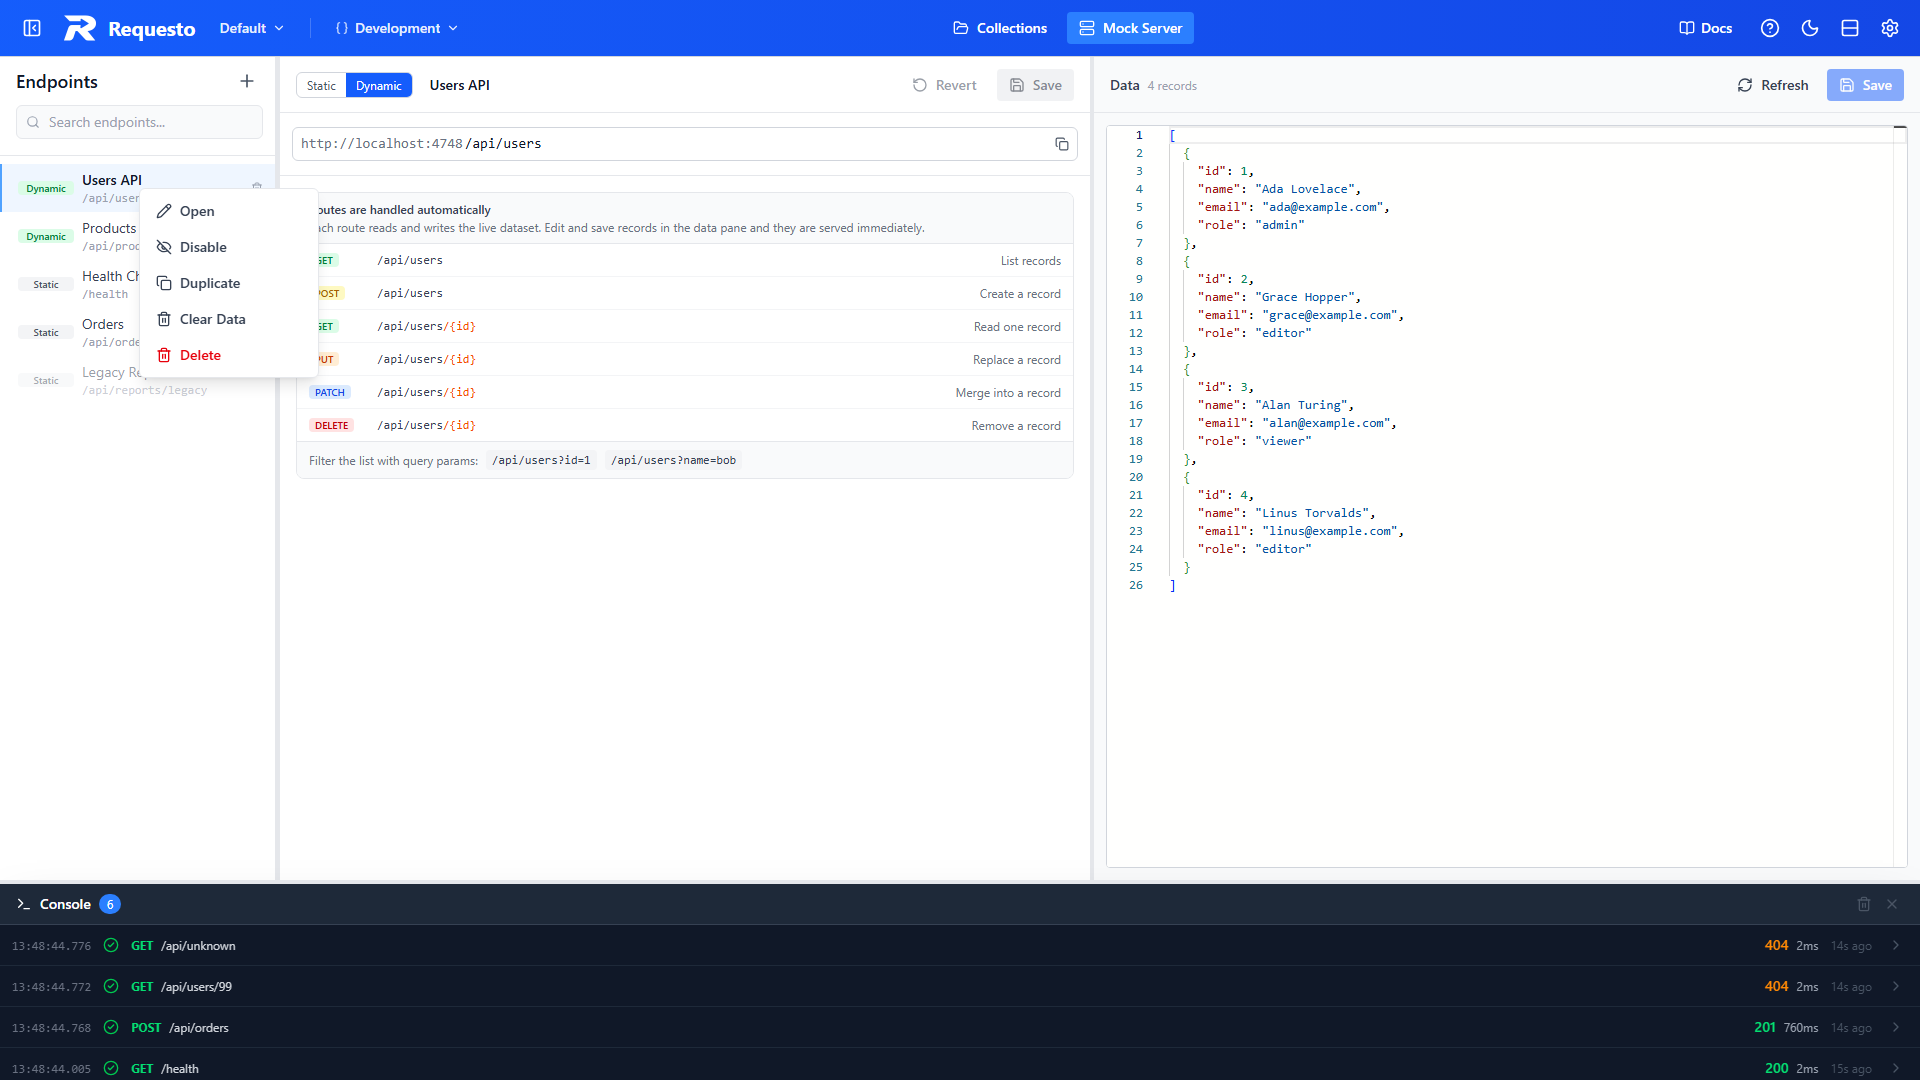 Requesto
Default
{ } Development
Collections
Mock Server
Docs
Endpoints
Search endpoints...
Dynamic
Users API
/api/user
Dynamic
Products
/api/prod
Static
Health Ch
/health
Static
Orders
/api/orde
Static
Legacy Re
/api/reports/legacy
Open
Disable
Duplicate
Clear Data
Delete
Static
Dynamic
Users API
Revert
Save
http://localhost:4748/api/users
outes are handled automatically
ach route reads and writes the live dataset. Edit and save records in the data pane and they are served immediately.
GET /api/users List records
POST /api/users Create a record
GET /api/users/{id} Read one record
PUT /api/users/{id} Replace a record
PATCH /api/users/{id} Merge into a record
DELETE /api/users/{id} Remove a record
Filter the list with query params: /api/users?id=1 /api/users?name=bob
Data 4 records
Refresh
Save
1 [
2 {
3 "id": 1,
4 "name": "Ada Lovelace",
5 "email": "ada@example.com",
6 "role": "admin"
7 },
8 {
9 "id": 2,
10 "name": "Grace Hopper",
11 "email": "grace@example.com",
12 "role": "editor"
13 },
14 {
15 "id": 3,
16 "name": "Alan Turing",
17 "email": "alan@example.com",
18 "role": "viewer"
19 },
20 {
21 "id": 4,
22 "name": "Linus Torvalds",
23 "email": "linus@example.com",
24 "role": "editor"
25 }
26 ]
Console 6
13:48:44.776 GET /api/unknown 404 2ms 14s ago
13:48:44.772 GET /api/users/99 404 2ms 14s ago
13:48:44.768 POST /api/orders 201 760ms 14s ago
13:48:44.005 GET /health 200 2ms 15s ago